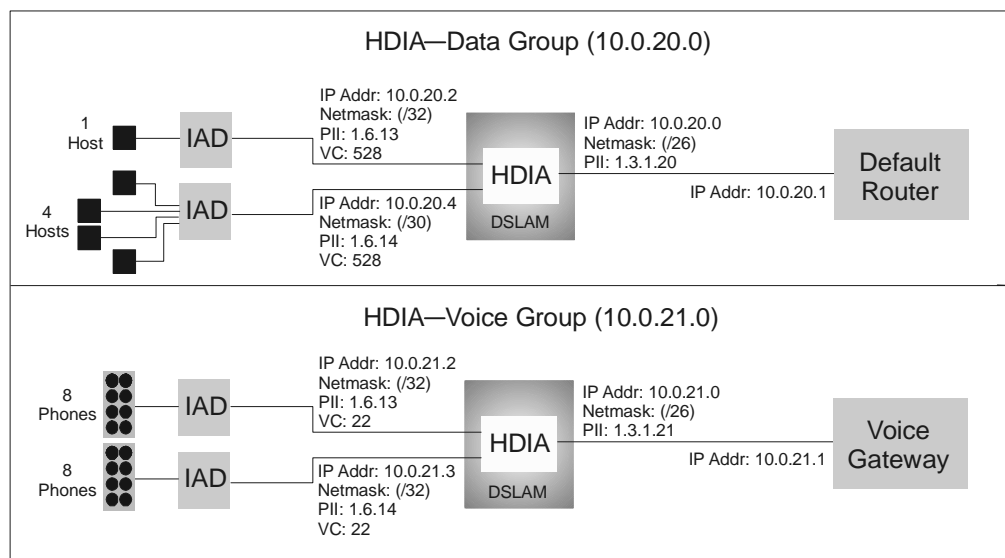 HDIA—Data Group (10.0.20.0)
1
Host
IAD
IP Addr: 10.0.20.2
Netmask: (/32)
PII: 1.6.13
VC: 528
4
Hosts
IAD
IP Addr: 10.0.20.4
Netmask: (/30)
PII: 1.6.14
VC: 528
HDIA
DSLAM
IP Addr: 10.0.20.0
Netmask: (/26)
PII: 1.3.1.20
IP Addr: 10.0.20.1
Default
Router
HDIA—Voice Group (10.0.21.0)
8
Phones
IAD
IP Addr: 10.0.21.2
Netmask: (/32)
PII: 1.6.13
VC: 22
8
Phones
IAD
IP Addr: 10.0.21.3
Netmask: (/32)
PII: 1.6.14
VC: 22
HDIA
DSLAM
IP Addr: 10.0.21.0
Netmask: (/26)
PII: 1.3.1.21
IP Addr: 10.0.21.1
Voice
Gateway